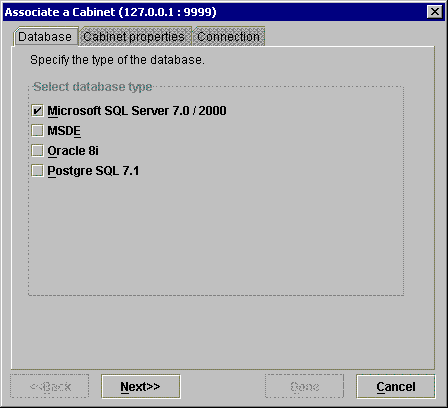 Associate a Cabinet (127.0.0.1 : 9999)
Database Cabinet properties Connection
Specify the type of the database.
Select database type
Microsoft SQL Server 7.0 / 2000
MSDE
Oracle 8i
Postgre SQL 7.1
<<Back Next>> Done Cancel